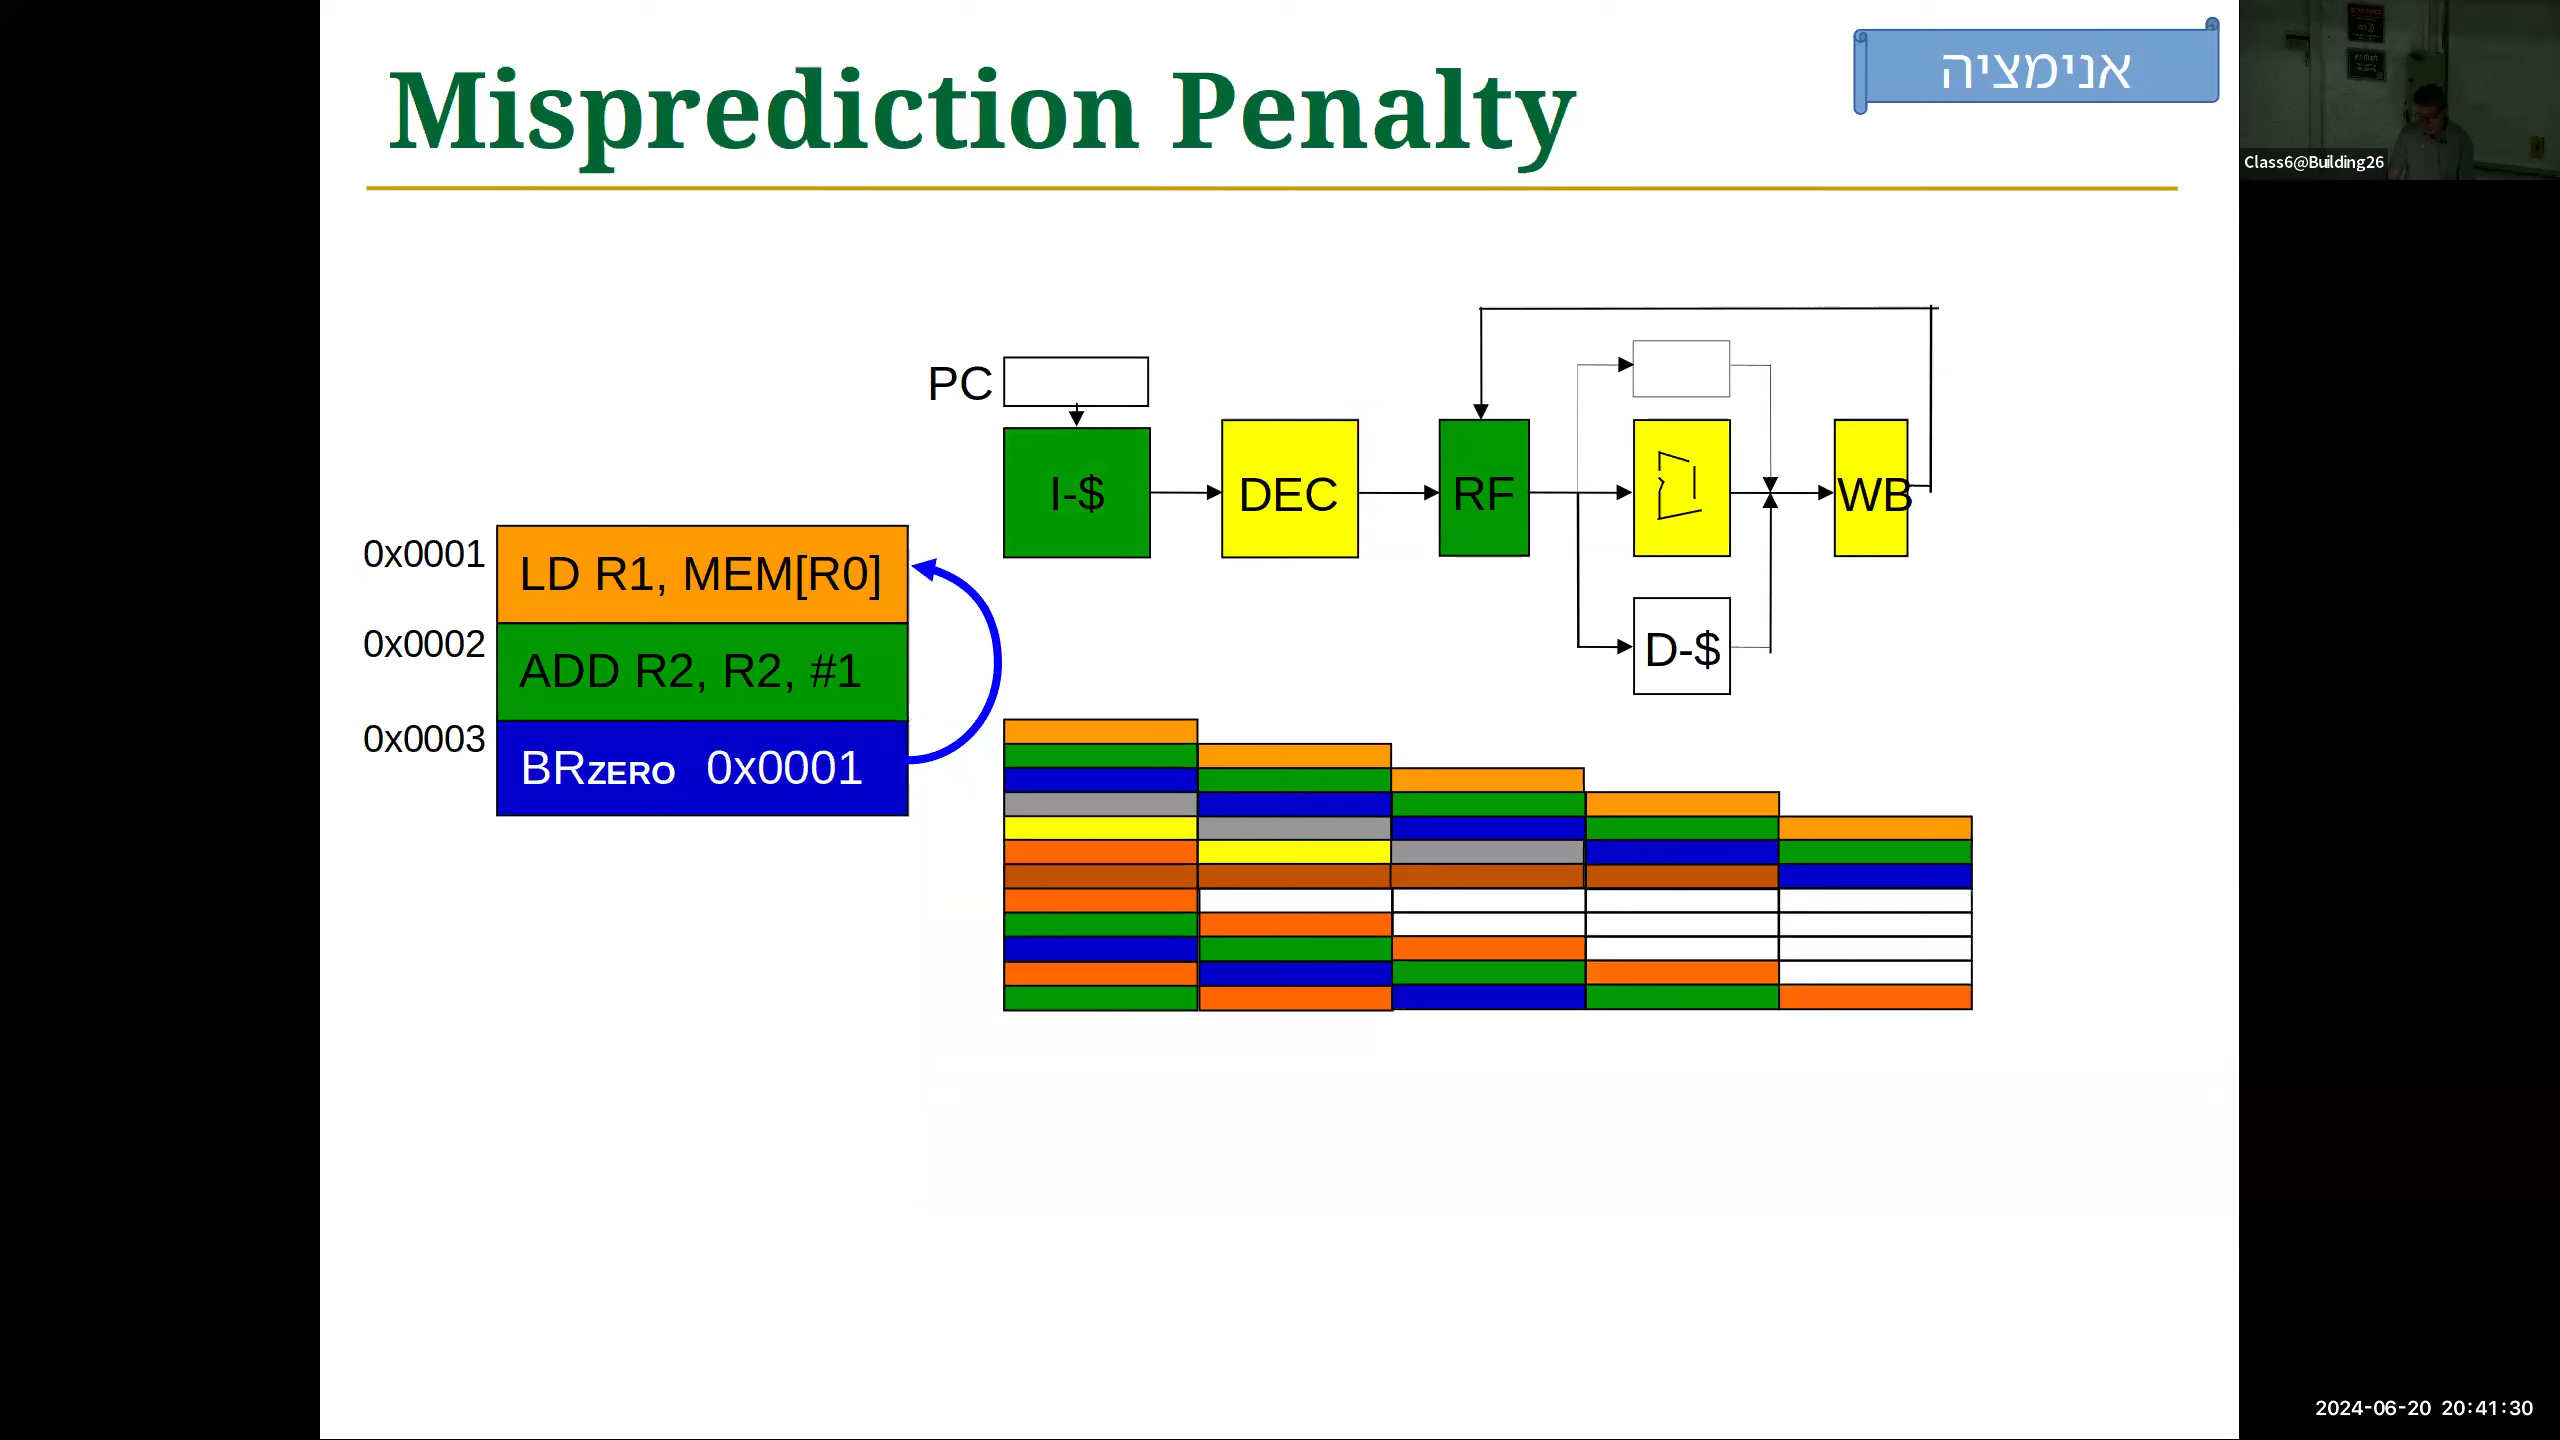 Misprediction Penalty
אנימציה
Class6@Building26
PC
I-$
DEC
RF
WB
D-$
0x0001
LD R1, MEM[R0]
0x0002
ADD R2, R2, #1
0x0003
BRZERO 0x0001
2024-06-20 20:41:30